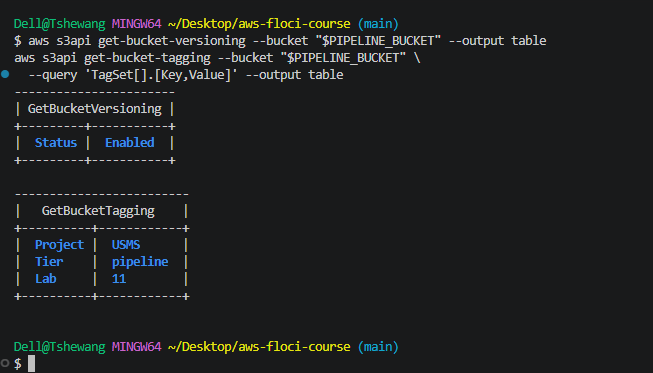 Dell@Tshewang MINGW64 ~/Desktop/aws-floci-course (main)
$ aws s3api get-bucket-versioning --bucket "$PIPELINE_BUCKET" --output table
aws s3api get-bucket-tagging --bucket "$PIPELINE_BUCKET" \
  --query 'TagSet[].[Key,Value]' --output table
-----------------------
| GetBucketVersioning |
+---------+-----------+
|  Status |  Enabled  |
+---------+-----------+

-------------------------
|   GetBucketTagging    |
+----------+------------+
|  Project |  USMS      |
|  Tier    |  pipeline  |
|  Lab     |  11        |
+----------+------------+

Dell@Tshewang MINGW64 ~/Desktop/aws-floci-course (main)
$